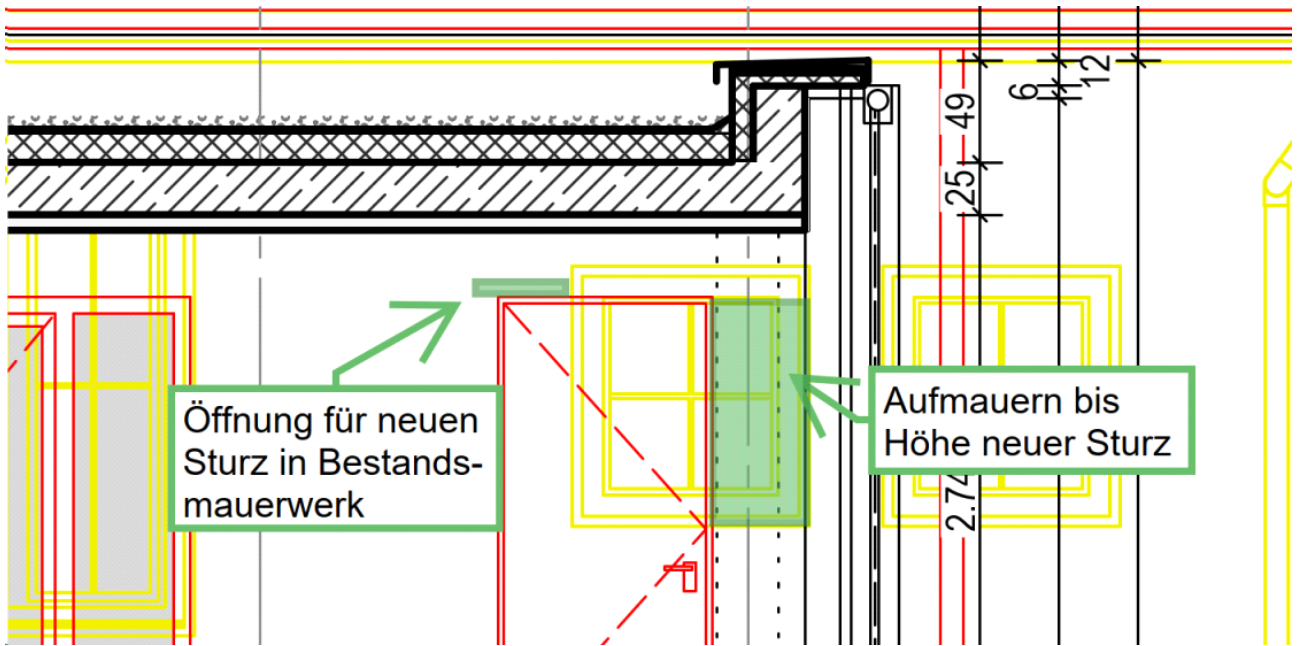 12
6
49
25
Öffnung für neuen
Sturz in Bestands-
mauerwerk
Aufmauern bis
Höhe neuer Sturz
2.74